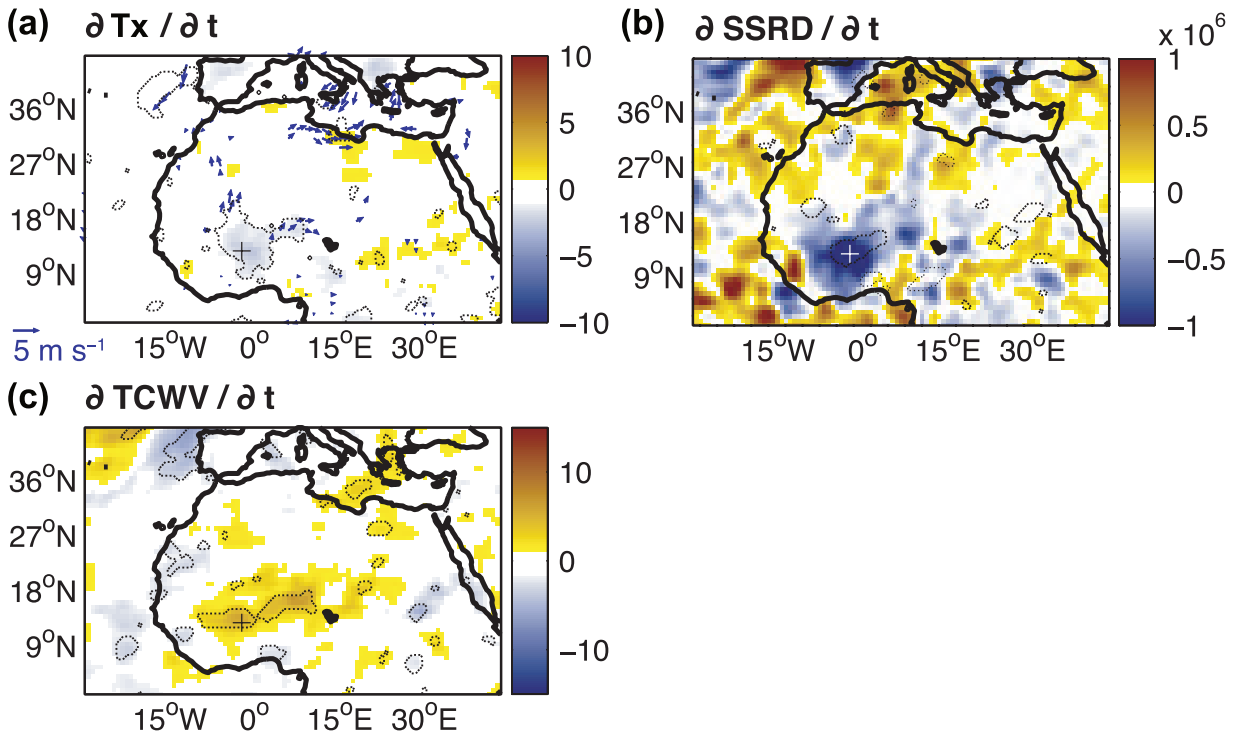 (a) ∂ Tx / ∂ t
10
5
0
−5
−10
36°N
27°N
18°N
9°N
5 m s⁻¹
15°W 0° 15°E 30°E
(b) ∂ SSRD / ∂ t
x 10⁶
1
0.5
0
−0.5
−1
36°N
27°N
18°N
9°N
15°W 0° 15°E 30°E
(c) ∂ TCWV / ∂ t
10
0
−10
36°N
27°N
18°N
9°N
15°W 0° 15°E 30°E